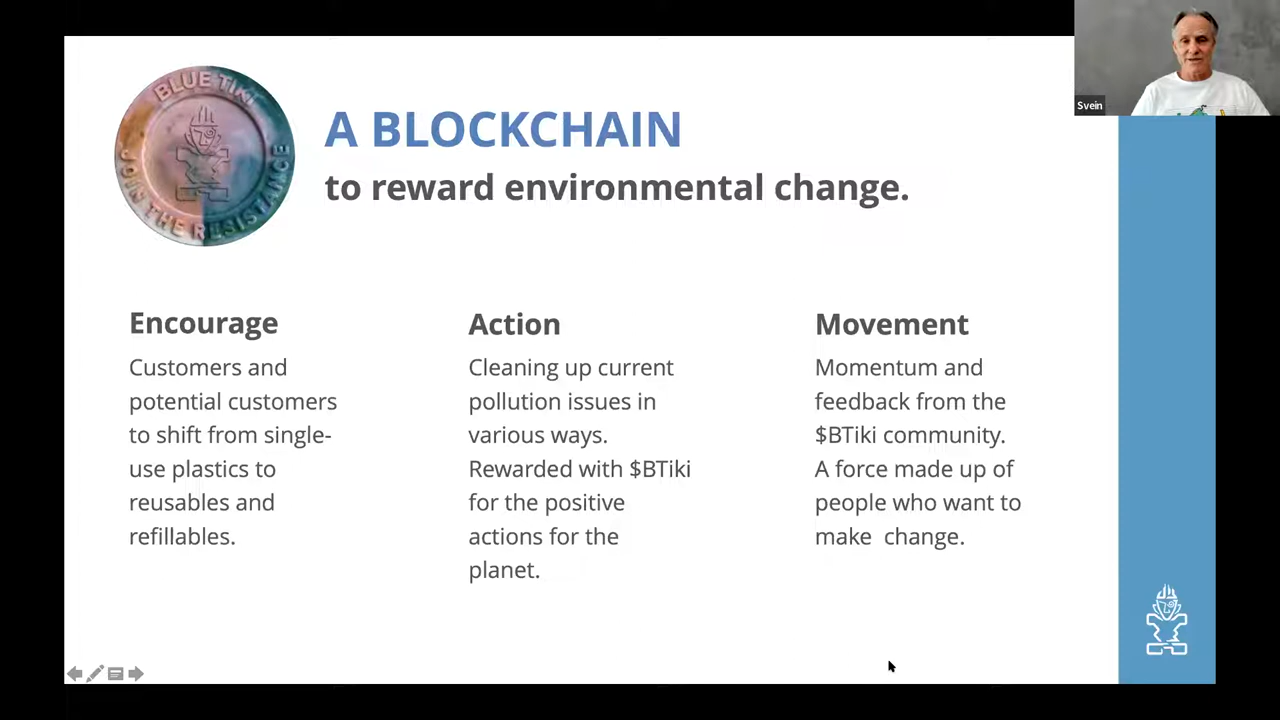 BLUE TIKI
JOIN THE RESISTANCE
A BLOCKCHAIN
to reward environmental change.
Svein
Encourage
Customers and
potential customers
to shift from single-
use plastics to
reusables and
refillables.
Action
Cleaning up current
pollution issues in
various ways.
Rewarded with $BTiki
for the positive
actions for the
planet.
Movement
Momentum and
feedback from the
$BTiki community.
A force made up of
people who want to
make  change.